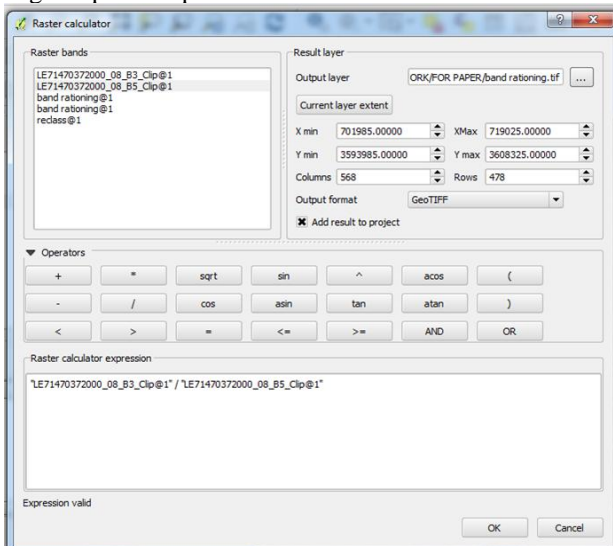 Raster calculator
Raster bands
LE71470372000_08_B3_Clip@1
LE71470372000_08_B5_Clip@1
band rationing@1
band rationing@1
reclass@1
Result layer
Output layer ORK/FOR PAPER/band rationing.tif ...
Current layer extent
X min 701985.00000 XMax 719025.00000
Y min 3593985.00000 Y max 3608325.00000
Columns 568 Rows 478
Output format GeoTIFF
Add result to project
Operators
+ * sqrt sin ^ acos (
- / cos asin tan atan )
< > = <= >= AND OR
Raster calculator expression
"LE71470372000_08_B3_Clip@1" / "LE71470372000_08_B5_Clip@1"
Expression valid
OK Cancel